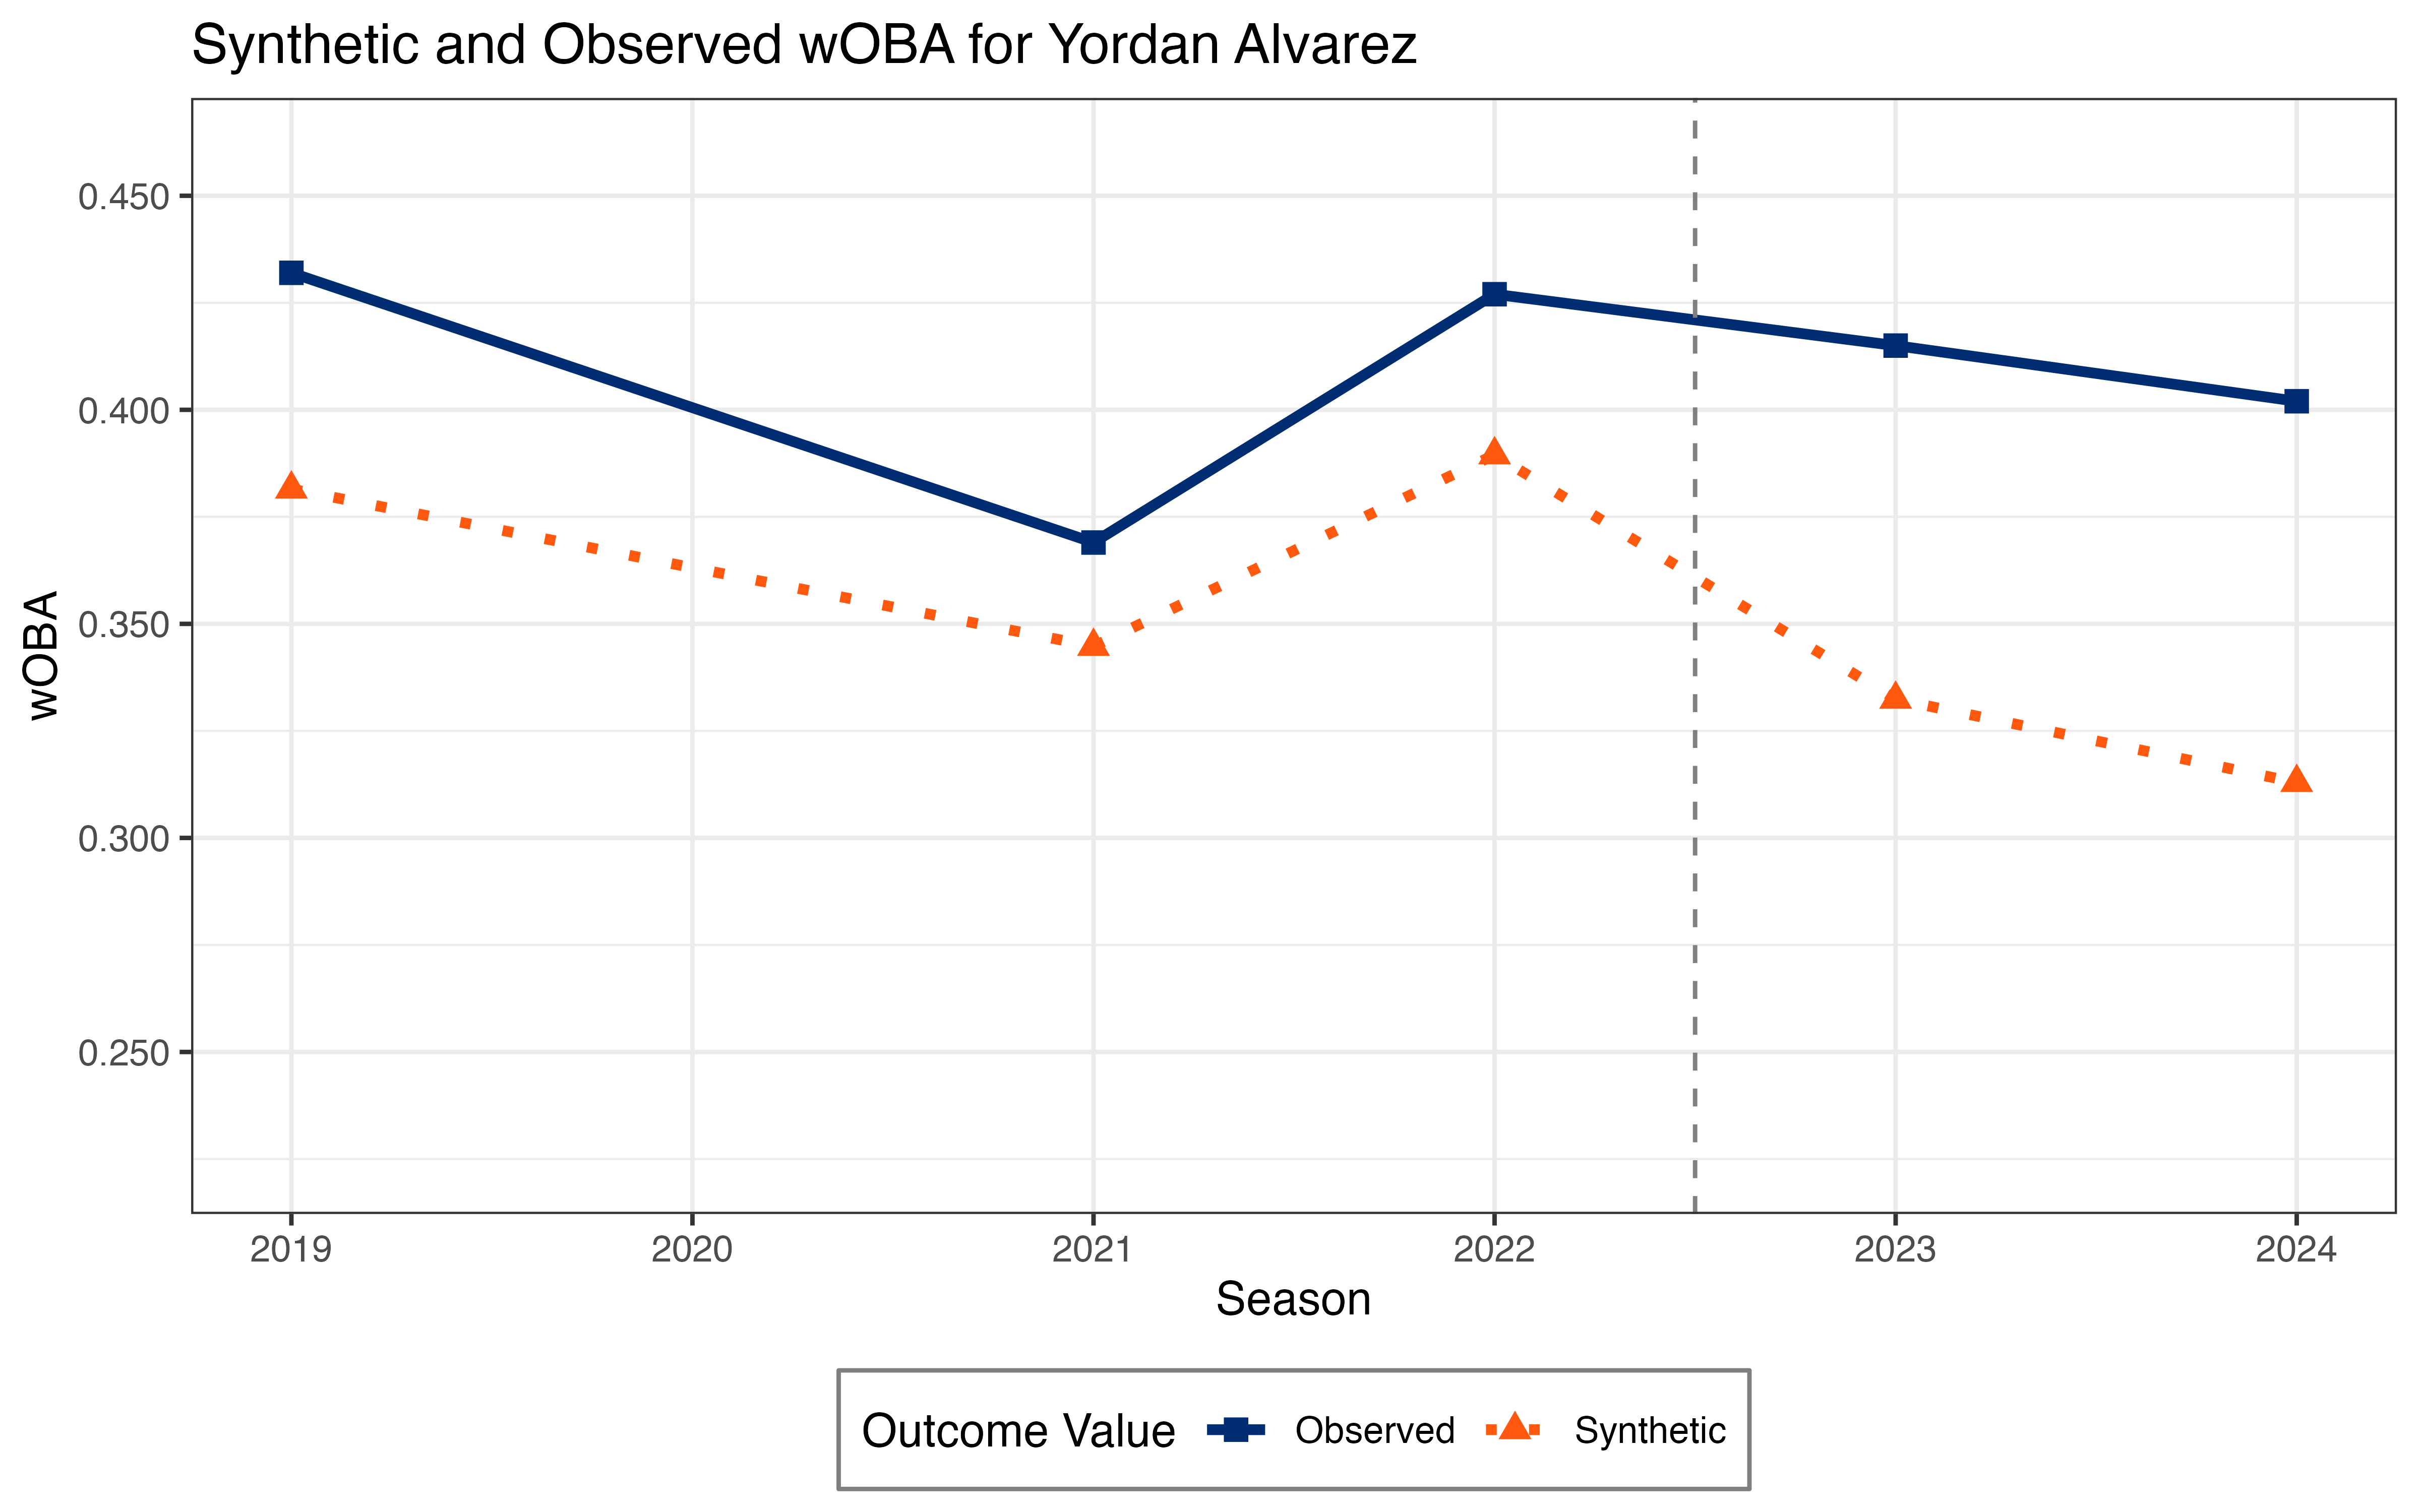 Synthetic and Observed wOBA for Yordan Alvarez
wOBA
0.450
0.400
0.350
0.300
0.250
2019 2020 2021 2022 2023 2024
Season
Outcome Value Observed Synthetic